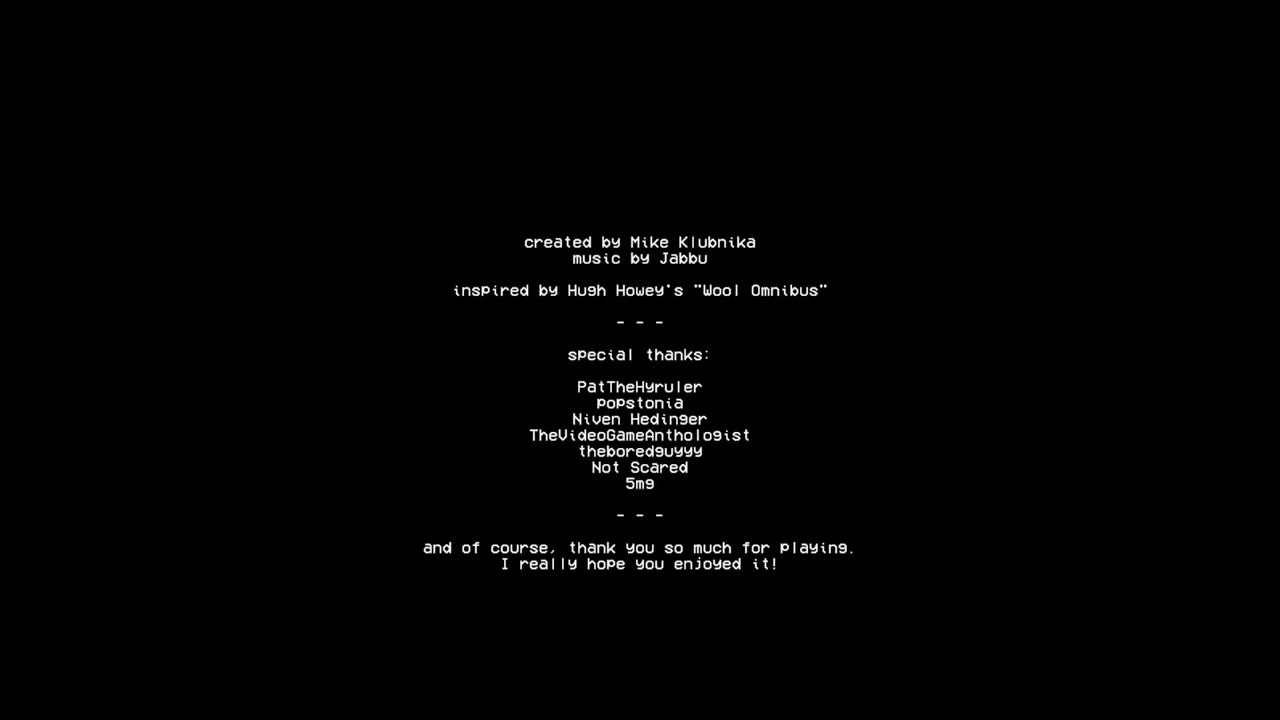 created by Mike Klubnika
music by Jabbu
inspired by Hugh Howey's "Wool Omnibus"
- - -
special thanks:
PatTheHyruler
popstonia
Niven Hedinger
TheVideoGameAnthologist
theboredguyyy
Not Scared
5mg
- - -
and of course, thank you so much for playing.
I really hope you enjoyed it!